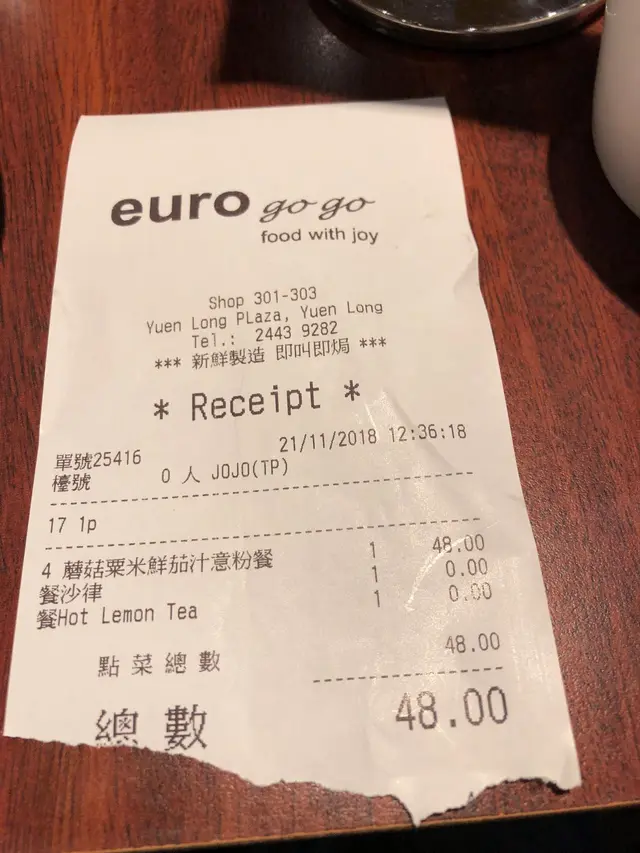 euro go go
food with joy
Shop 301-303
Yuen Long PLaza, Yuen Long
Tel.: 2443 9282
*** 新鮮製造 即叫即焗 ***
* Receipt *
單號25416 21/11/2018 12:36:18
檯號 0 人 JOJO(TP)
17 1p
4 蘑菇粟米鮮茄汁意粉餐 1 48.00
餐沙律 1 0.00
餐Hot Lemon Tea 1 0.00
點菜總數 48.00
總數 48.00